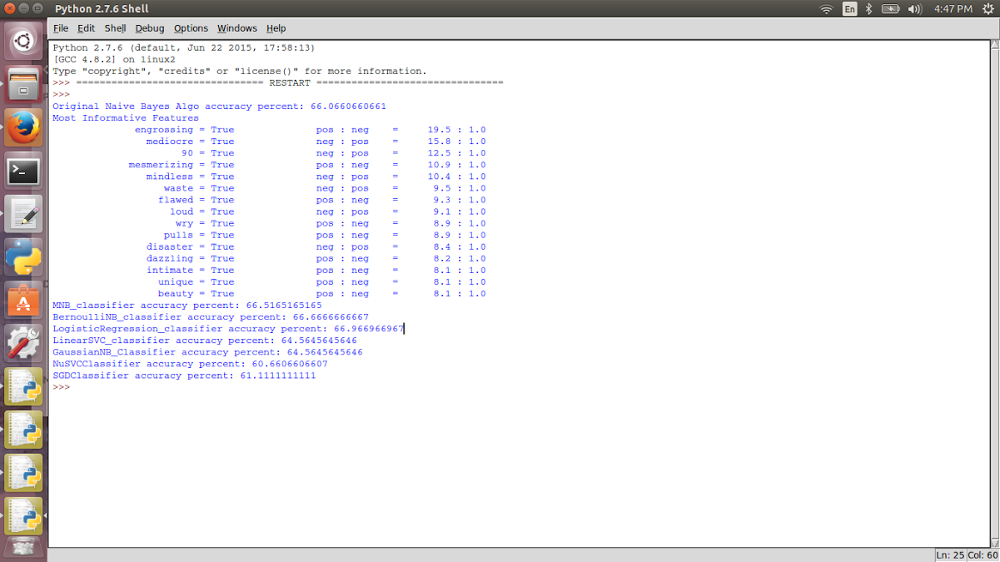 Python 2.7.6 Shell
En
4:47 PM
File Edit Shell Debug Options Windows Help
Python 2.7.6 (default, Jun 22 2015, 17:58:13)
[GCC 4.8.2] on linux2
Type "copyright", "credits" or "license()" for more information.
>>> ================================ RESTART ================================
>>>
Original Naive Bayes Algo accuracy percent: 66.0660660661
Most Informative Features
engrossing = True pos : neg = 19.5 : 1.0
mediocre = True neg : pos = 15.8 : 1.0
90 = True neg : pos = 12.5 : 1.0
mesmerizing = True pos : neg = 10.9 : 1.0
mindless = True neg : pos = 10.4 : 1.0
waste = True neg : pos = 9.5 : 1.0
flawed = True pos : neg = 9.3 : 1.0
loud = True neg : pos = 9.1 : 1.0
wry = True pos : neg = 8.9 : 1.0
pulls = True pos : neg = 8.9 : 1.0
disaster = True neg : pos = 8.4 : 1.0
dazzling = True pos : neg = 8.2 : 1.0
intimate = True pos : neg = 8.1 : 1.0
unique = True pos : neg = 8.1 : 1.0
beauty = True pos : neg = 8.1 : 1.0
MNB_classifier accuracy percent: 66.5165165165
BernoulliNB_classifier accuracy percent: 66.6666666667
LogisticRegression_classifier accuracy percent: 66.966966967
LinearSVC_classifier accuracy percent: 64.5645645646
GaussianNB_Classifier accuracy percent: 64.5645645646
NuSVCClassifier accuracy percent: 60.6606606607
SGDClassifier accuracy percent: 61.1111111111
>>>
Ln: 25 Col: 60